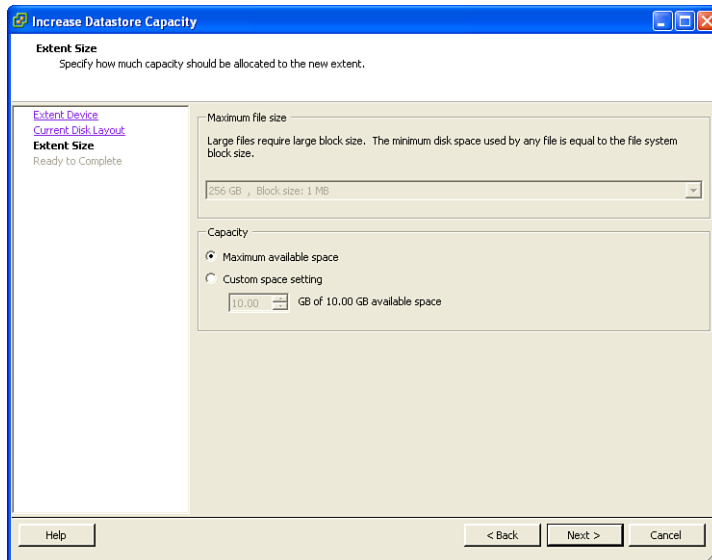 Increase Datastore Capacity
Extent Size
Specify how much capacity should be allocated to the new extent.
Extent Device
Current Disk Layout
Extent Size
Ready to Complete
Maximum file size
Large files require large block size. The minimum disk space used by any file is equal to the file system
block size.
256 GB , Block size: 1 MB
Capacity
Maximum available space
Custom space setting
10.00 GB of 10.00 GB available space
Help
< Back
Next >
Cancel